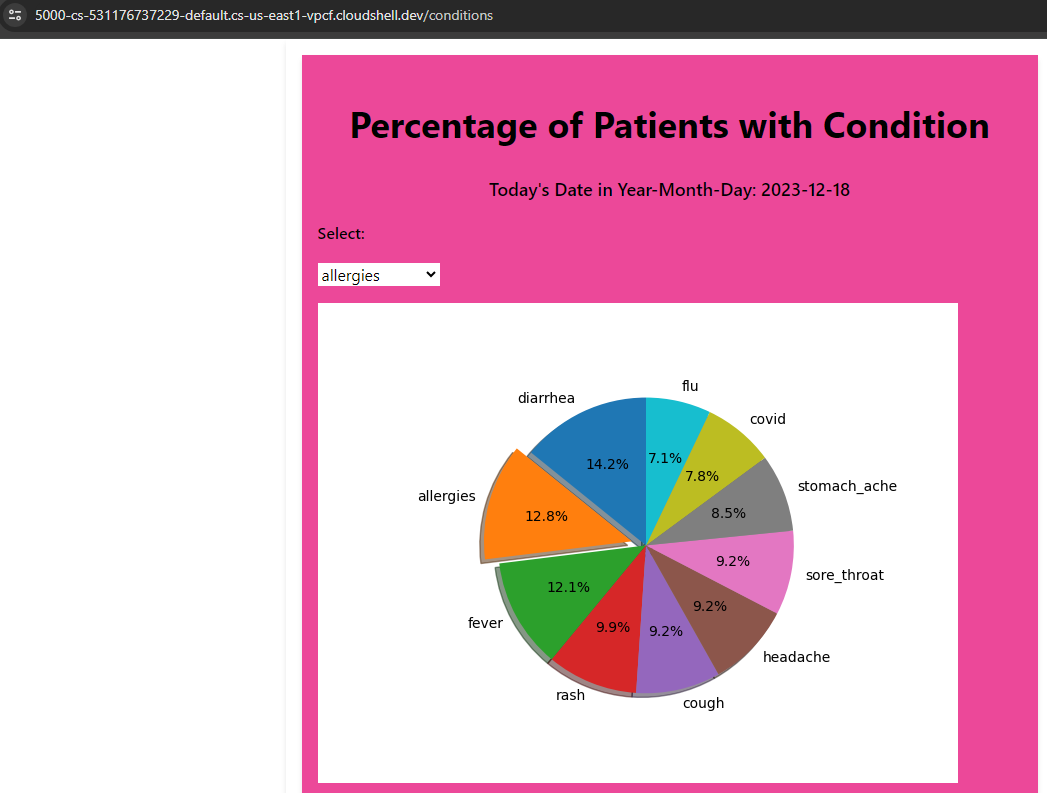 5000-cs-531176737229-default.cs-us-east1-vpcf.cloudshell.dev/conditions
Percentage of Patients with Condition
Today's Date in Year-Month-Day: 2023-12-18
Select:
allergies
flu
diarrhea
covid
14.2%
7.1%
7.8%
allergies
stomach_ache
12.8%
8.5%
9.2%
sore_throat
12.1%
9.2%
fever
9.9%
9.2%
headache
rash
cough